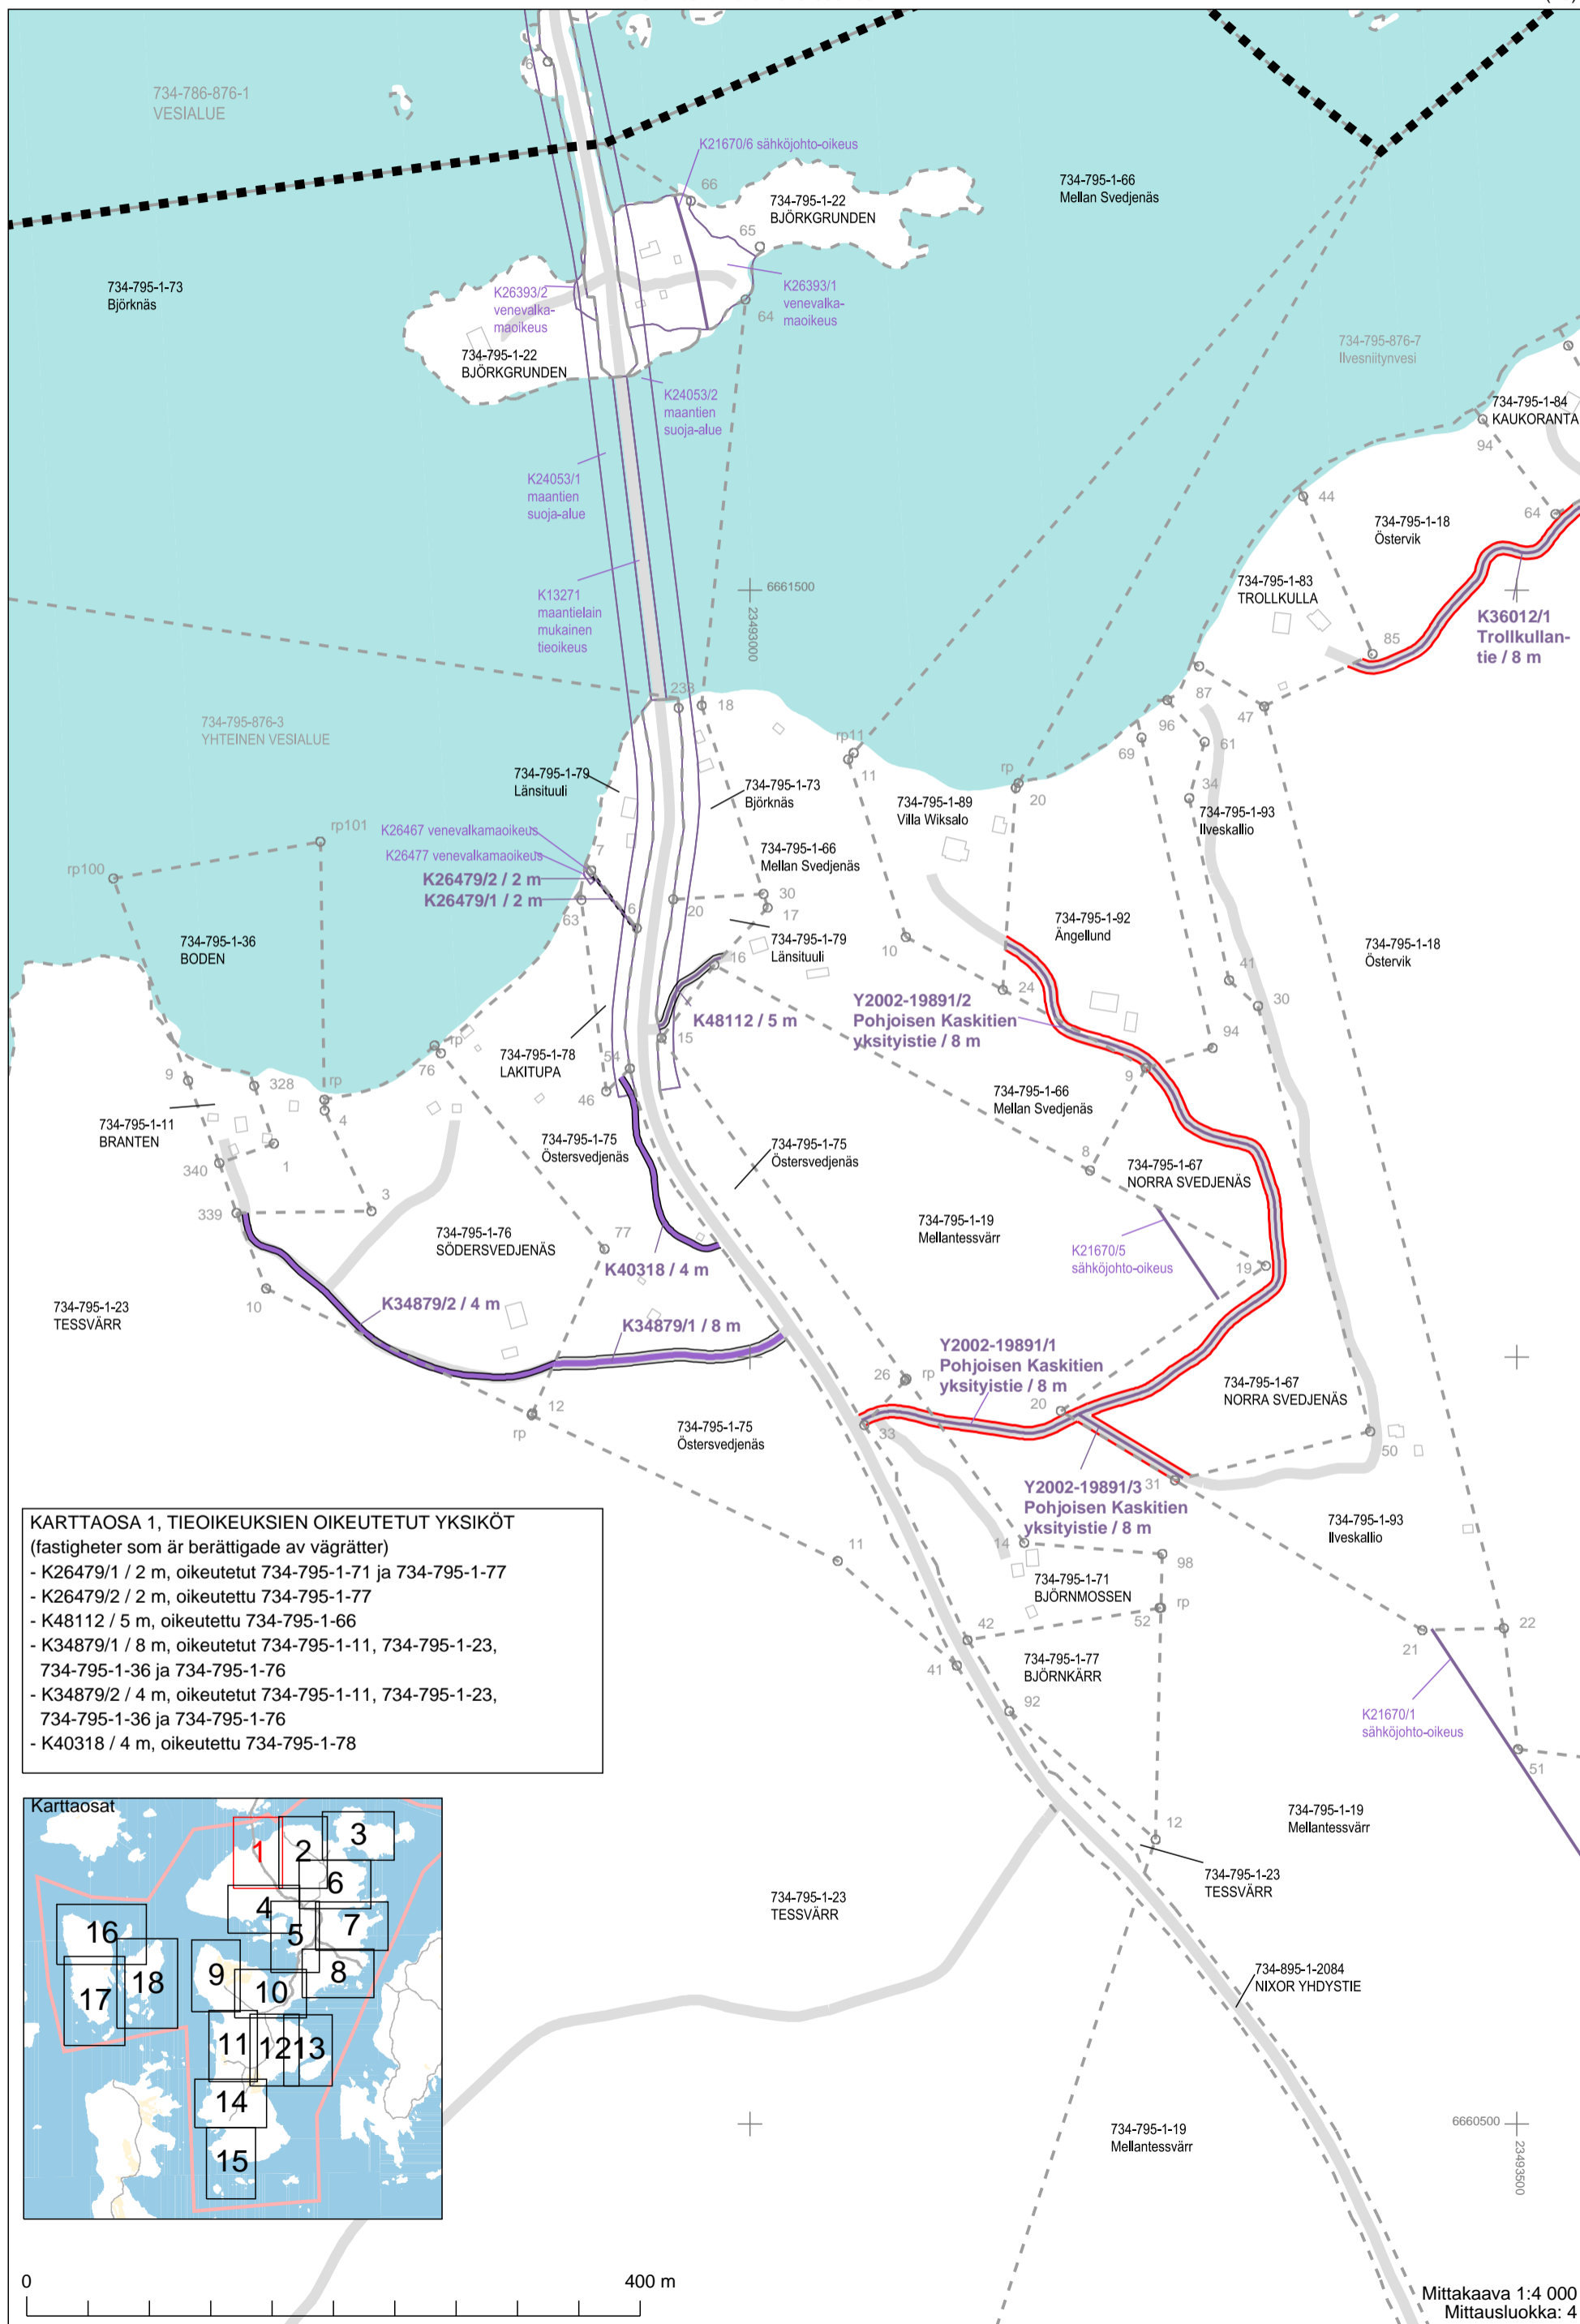 734-786-876-1
VESIALUE
6
K21670/6 sähköjohto-oikeus
66
734-795-1-22
BJÖRKGRUNDEN
734-795-1-66
Mellan Svedjenäs
65
734-795-1-73
Björknäs
K26393/2
venevalka-
maoikeus
K26393/1
venevalka-
maoikeus
64
734-795-1-22
BJÖRKGRUNDEN
734-795-876-7
Ilvesniitynvesi
K24053/2
maantien
suoja-alue
734-795-1-84
KAUKORANTA
94
K24053/1
maantien
suoja-alue
44
64
734-795-1-18
Östervik
K13271
maantielain
mukainen
tieoikeus
6661500
23493000
734-795-1-83
TROLLKULLA
K36012/1
Trollkullan-
tie / 8 m
85
87
238
18
96
47
734-795-876-3
YHTEINEN VESIALUE
rp11
11
69
61
734-795-1-79
Länsituuli
734-795-1-73
Björknäs
rp
20
34
734-795-1-89
Villa Wiksalo
734-795-1-93
Ilveskallio
rp101
K26467 venevalkamaoikeus
7
K26477 venevalkamaoikeus
734-795-1-66
Mellan Svedjenäs
rp100
K26479/2 / 2 m
K26479/1 / 2 m
63
6
20
30
17
734-795-1-92
Ängellund
734-795-1-36
BODEN
734-795-1-79
Länsituuli
10
734-795-1-18
Östervik
16
41
24
30
Y2002-19891/2
Pohjoisen Kaskitien
yksityistie / 8 m
K48112 / 5 m
15
94
rp
76
734-795-1-78
LAKITUPA
54
9
9
328
rp
4
46
734-795-1-66
Mellan Svedjenäs
734-795-1-11
BRANTEN
734-795-1-75
Östersvedjenäs
734-795-1-75
Östersvedjenäs
340
1
8
734-795-1-67
NORRA SVEDJENÄS
339
3
734-795-1-76
SÖDERSVEDJENÄS
77
734-795-1-19
Mellantessvärr
K21670/5
sähköjohto-oikeus
19
K40318 / 4 m
10
734-795-1-23
TESSVÄRR
K34879/2 / 4 m
K34879/1 / 8 m
Y2002-19891/1
Pohjoisen Kaskitien
yksityistie / 8 m
26
rp
734-795-1-67
NORRA SVEDJENÄS
20
12
rp
734-795-1-75
Östersvedjenäs
33
50
Y2002-19891/3
Pohjoisen Kaskitien
yksityistie / 8 m
31
KARTTAOSA 1, TIEOIKEUKSIEN OIKEUTETUT YKSIKÖT
(fastigheter som är berättigade av vägrätter)
- K26479/1 / 2 m, oikeutetut 734-795-1-71 ja 734-795-1-77
- K26479/2 / 2 m, oikeutettu 734-795-1-77
- K48112 / 5 m, oikeutettu 734-795-1-66
- K34879/1 / 8 m, oikeutetut 734-795-1-11, 734-795-1-23,
734-795-1-36 ja 734-795-1-76
- K34879/2 / 4 m, oikeutetut 734-795-1-11, 734-795-1-23,
734-795-1-36 ja 734-795-1-76
- K40318 / 4 m, oikeutettu 734-795-1-78
734-795-1-93
Ilveskallio
11
14
98
734-795-1-71
BJÖRNMOSSEN
rp
52
42
22
21
734-795-1-77
BJÖRNKÄRR
41
92
K21670/1
sähköjohto-oikeus
51
Karttaosat
1
2
3
4
5
6
7
8
9
10
11
12
13
14
15
16
17
18
734-795-1-19
Mellantessvärr
12
734-795-1-23
TESSVÄRR
734-795-1-23
TESSVÄRR
734-895-1-2084
NIXOR YHDYSTIE
734-795-1-19
Mellantessvärr
6660500
23493500
0
400 m
Mittakaava 1:4 000
Mittausluokka: 4